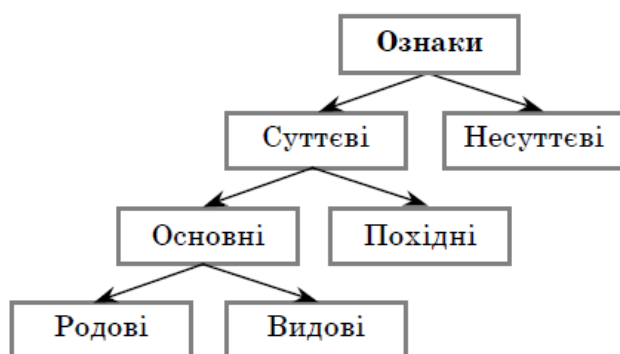 Ознаки
Суттєві
Несуттєві
Основні
Похідні
Родові
Видові